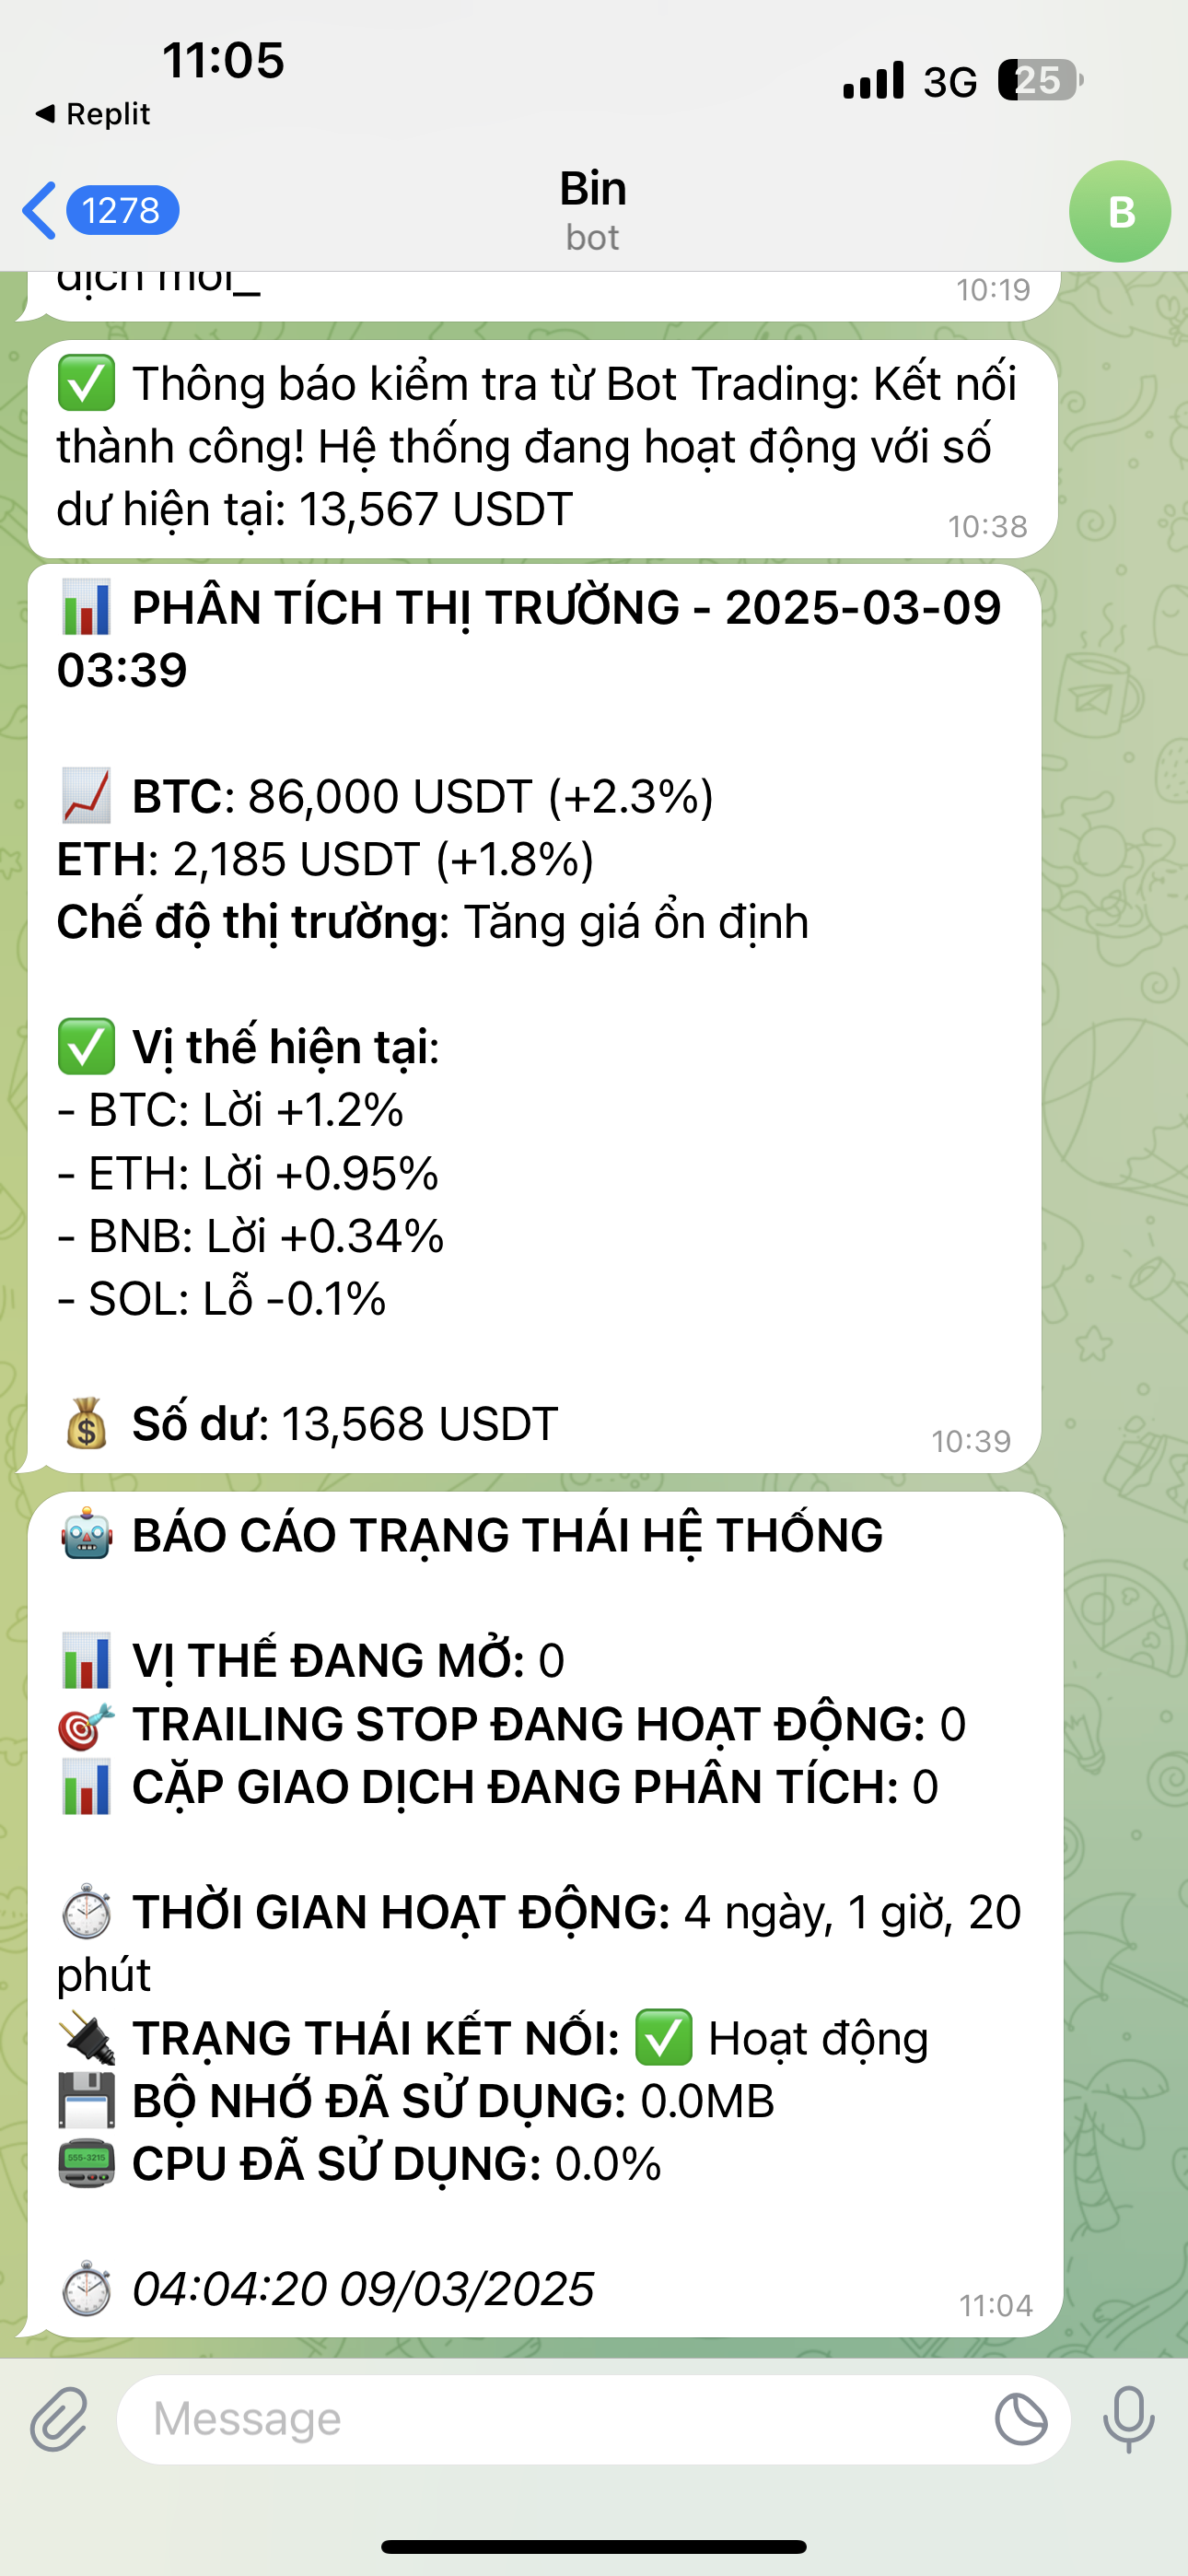 11:05
3G 25
◀ Replit
1278
Bin
bot
B
dịch mới_
10:19
✅ Thông báo kiểm tra từ Bot Trading: Kết nối
thành công! Hệ thống đang hoạt động với số
dư hiện tại: 13,567 USDT
10:38
📊 PHÂN TÍCH THỊ TRƯỜNG - 2025-03-09
03:39
📈 BTC: 86,000 USDT (+2.3%)
ETH: 2,185 USDT (+1.8%)
Chế độ thị trường: Tăng giá ổn định
✅ Vị thế hiện tại:
- BTC: Lời +1.2%
- ETH: Lời +0.95%
- BNB: Lời +0.34%
- SOL: Lỗ -0.1%
💰 Số dư: 13,568 USDT
10:39
🤖 BÁO CÁO TRẠNG THÁI HỆ THỐNG
📊 VỊ THẾ ĐANG MỞ: 0
🎯 TRAILING STOP ĐANG HOẠT ĐỘNG: 0
📊 CẶP GIAO DỊCH ĐANG PHÂN TÍCH: 0
⏱ THỜI GIAN HOẠT ĐỘNG: 4 ngày, 1 giờ, 20
phút
🔌 TRẠNG THÁI KẾT NỐI: ✅ Hoạt động
💾 BỘ NHỚ ĐÃ SỬ DỤNG: 0.0MB
📟 CPU ĐÃ SỬ DỤNG: 0.0%
⏱ 04:04:20 09/03/2025
11:04
Message